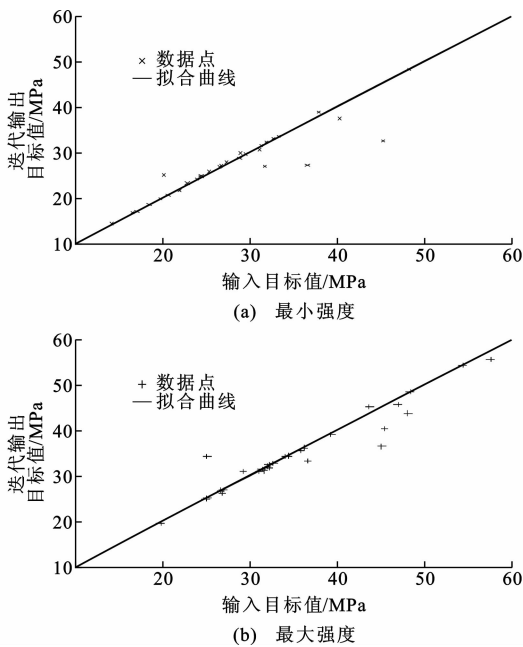 60
50
40
30
20
10
迭代输出
目标值/MPa
× 数据点
— 拟合曲线
20 30 40 50 60
输入目标值/MPa
(a) 最小强度
60
50
40
30
20
10
迭代输出
目标值/MPa
+ 数据点
— 拟合曲线
20 30 40 50 60
输入目标值/MPa
(b) 最大强度